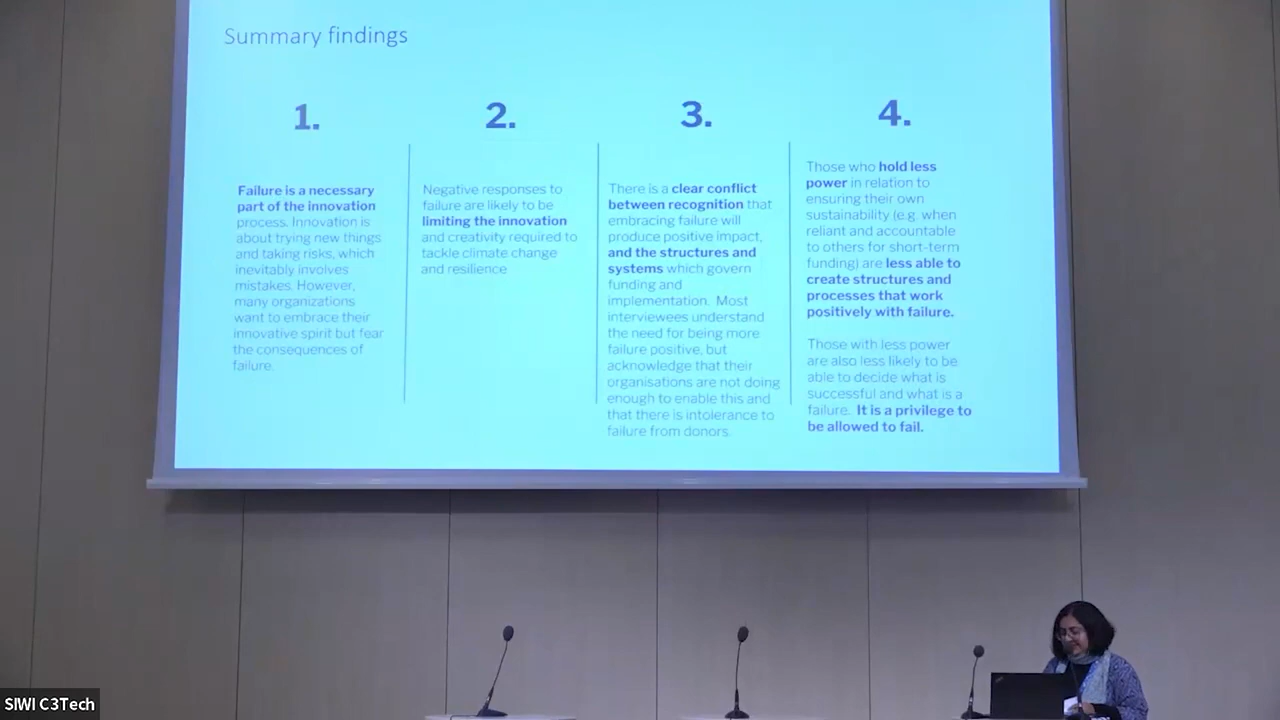 Summary findings
1.
Failure is a necessary
part of the innovation
process. Innovation is
about trying new things
and taking risks, which
inevitably involves
mistakes. However,
many organizations
want to embrace their
innovative spirit but fear
the consequences of
failure.
2.
Negative responses to
failure are likely to be
limiting the innovation
and creativity required to
tackle climate change
and resilience
3.
There is a clear conflict
between recognition that
embracing failure will
produce positive impact,
and the structures and
systems which govern
funding and
implementation. Most
interviewees understand
the need for being more
failure positive, but
acknowledge that their
organisations are not doing
enough to enable this and
that there is intolerance to
failure from donors.
4.
Those who hold less
power in relation to
ensuring their own
sustainability (e.g. when
reliant and accountable
to others for short-term
funding) are less able to
create structures and
processes that work
positively with failure.
Those with less power
are also less likely to be
able to decide what is
successful and what is a
failure. It is a privilege to
be allowed to fail.
SIWI C3Tech